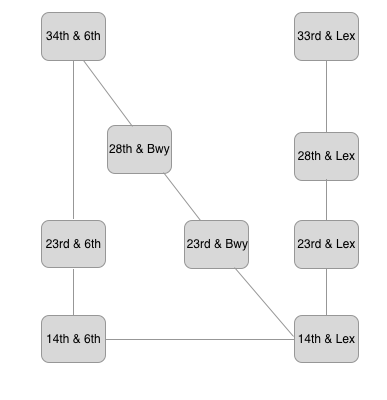 34th & 6th
33rd & Lex
28th & Bwy
28th & Lex
23rd & 6th
23rd & Bwy
23rd & Lex
14th & 6th
14th & Lex